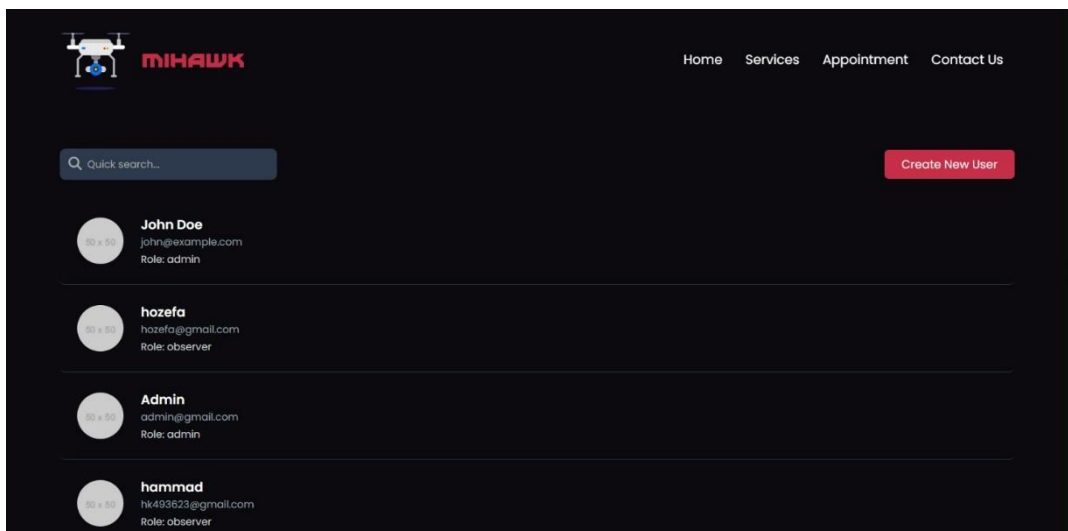 MIHAWK
Home Services Appointment Contact Us
Quick search...
Create New User
John Doe
50 x 50
john@example.com
Role: admin
hozefa
50 x 50
hozefa@gmail.com
Role: observer
Admin
50 x 50
admin@gmail.com
Role: admin
hammad
50 x 50
hk493623@gmail.com
Role: observer